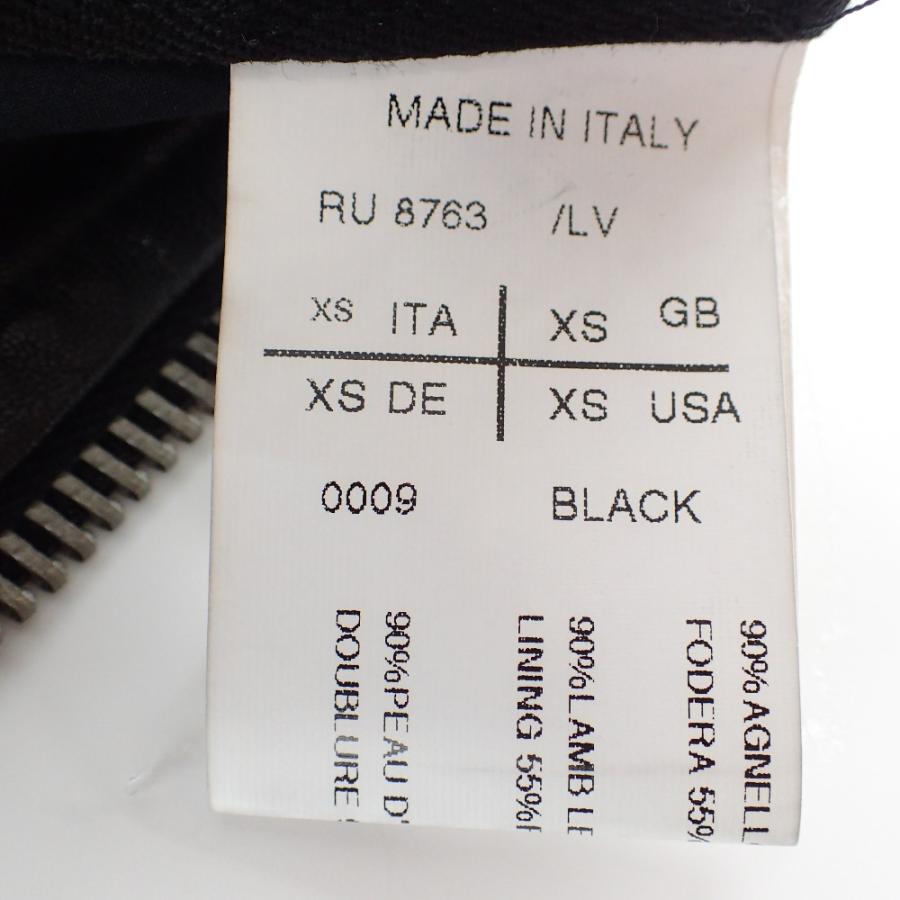 MADE IN ITALY
RU 8763 /LV
XS ITA XS GB
XS DE XS USA
0009 BLACK
90% AGNELL
FODERA 55%
90% LAMB LE
LINING 55%
90% PEAU D'
DOUBLURE